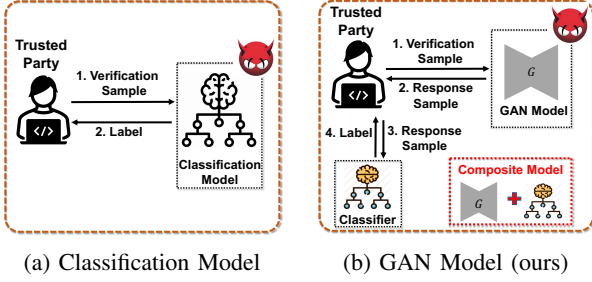 Trusted
Party
1. Verification
Sample
2. Label
</>
Classification
Model
(a) Classification Model
Trusted
Party
1. Verification
Sample
2. Response
Sample
</>
G
GAN Model
4. Label
3. Response
Sample
Classifier
Composite Model
G
(b) GAN Model (ours)